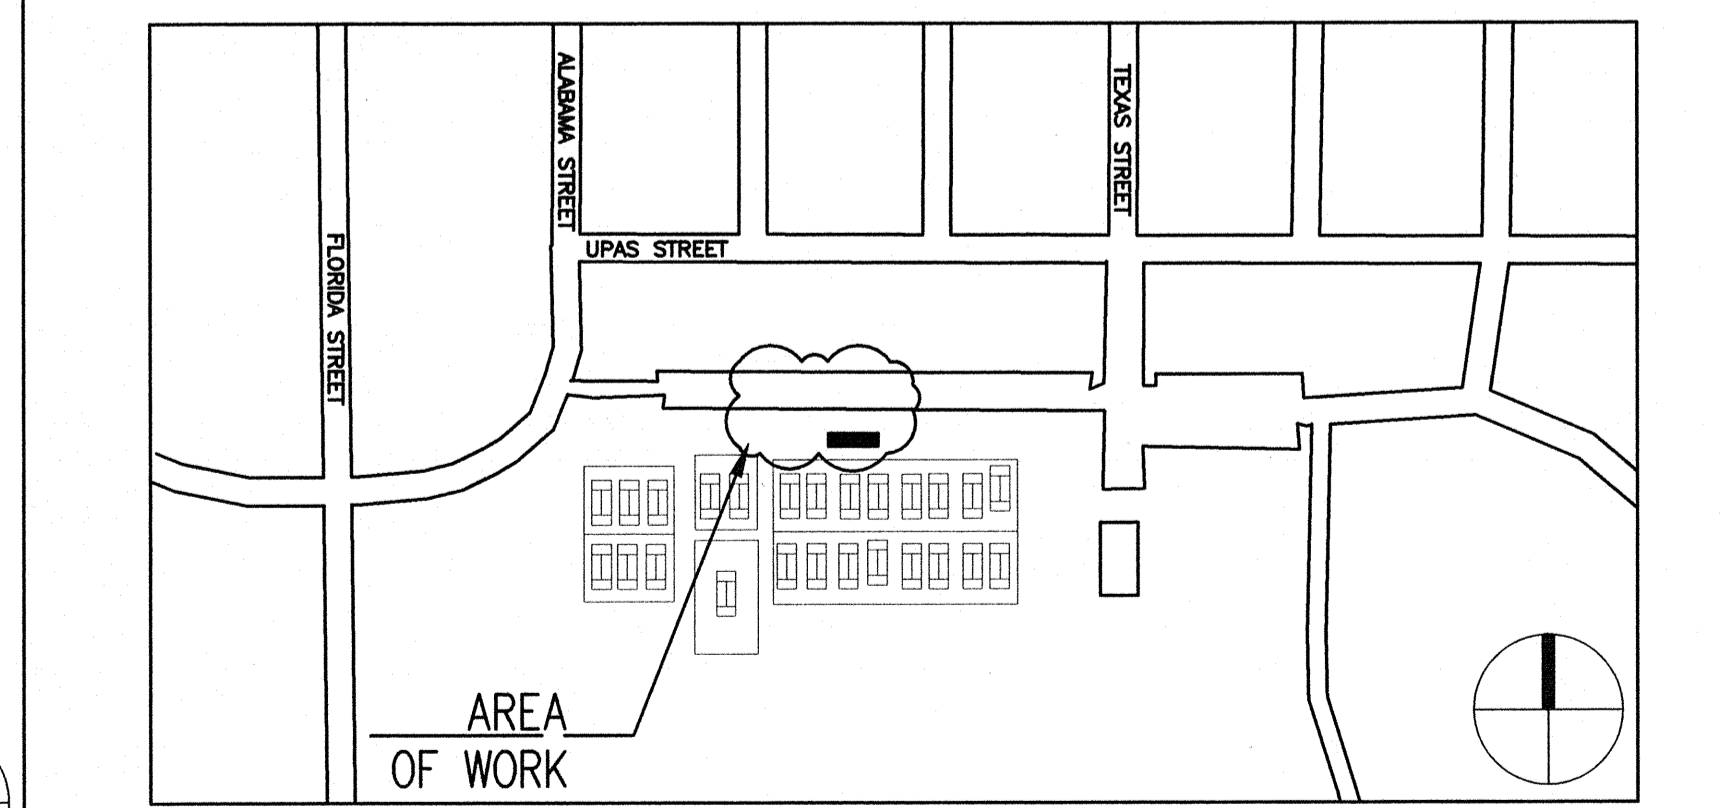 ALABAMA STREET
TEXAS STREET
FLORIDA STREET
UPAS STREET
AREA
OF WORK